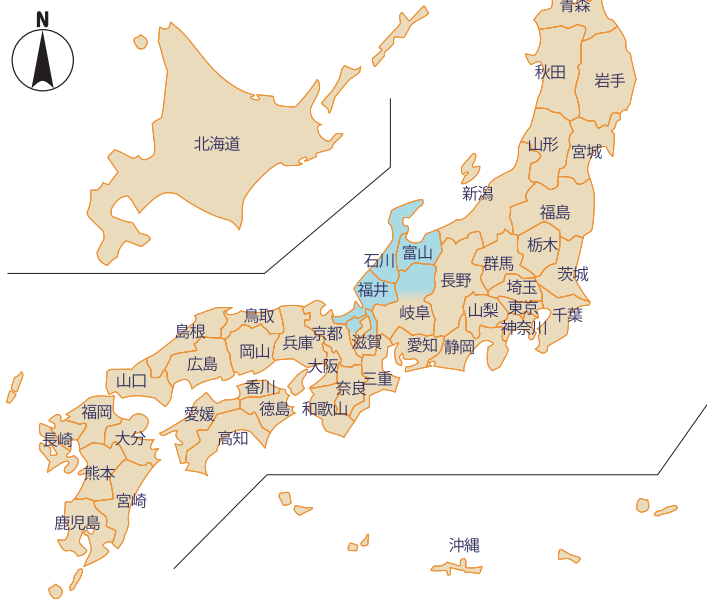 N
青森
秋田
岩手
北海道
山形
宮城
新潟
福島
富山
石川
栃木
群馬
茨城
長野
福井
埼玉
岐阜
山梨
東京
千葉
神奈川
鳥取
島根
京都
兵庫
滋賀
愛知
静岡
岡山
広島
大阪
三重
山口
香川
奈良
福岡
愛媛
徳島
和歌山
長崎
大分
高知
熊本
宮崎
鹿児島
沖縄